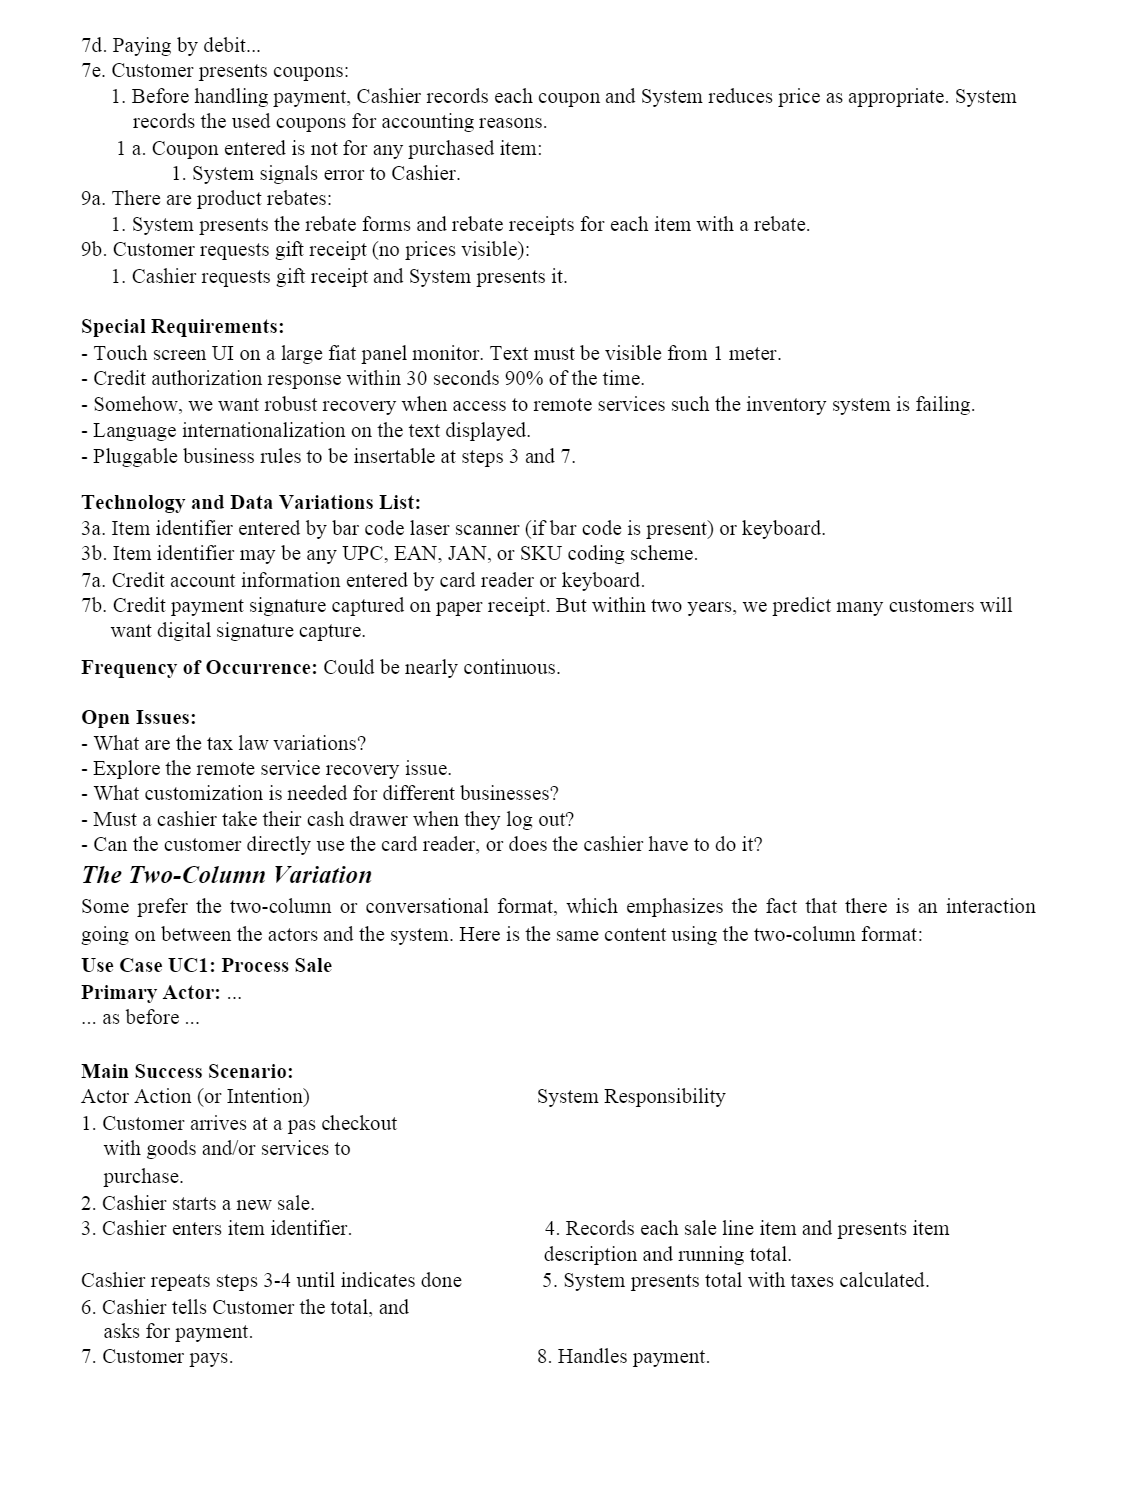 7d. Paying by debit...
7e. Customer presents coupons:
1. Before handling payment, Cashier records each coupon and System reduces price as appropriate. System
records the used coupons for accounting reasons.
1 a. Coupon entered is not for any purchased item:
1. System signals error to Cashier.
9a. There are product rebates:
1. System presents the rebate forms and rebate receipts for each item with a rebate.
9b. Customer requests gift receipt (no prices visible):
1. Cashier requests gift receipt and System presents it.
Special Requirements:
- Touch screen UI on a large fiat panel monitor. Text must be visible from 1 meter.
- Credit authorization response within 30 seconds 90% of the time.
- Somehow, we want robust recovery when access to remote services such the inventory system is failing.
- Language internationalization on the text displayed.
- Pluggable business rules to be insertable at steps 3 and 7.
Technology and Data Variations List:
3a. Item identifier entered by bar code laser scanner (if bar code is present) or keyboard.
3b. Item identifier may be any UPC, EAN, JAN, or SKU coding scheme.
7a. Credit account information entered by card reader or keyboard.
7b. Credit payment signature captured on paper receipt. But within two years, we predict many customers will
want digital signature capture.
Frequency of Occurrence: Could be nearly continuous.
Open Issues:
- What are the tax law variations?
- Explore the remote service recovery issue.
- What customization is needed for different businesses?
- Must a cashier take their cash drawer when they log out?
- Can the customer directly use the card reader, or does the cashier have to do it?
The Two-Column Variation
Some prefer the two-column or conversational format, which emphasizes the fact that there is an interaction
going on between the actors and the system. Here is the same content using the two-column format:
Use Case UC1: Process Sale
Primary Actor: ...
... as before ...
Main Success Scenario:
Actor Action (or Intention) System Responsibility
1. Customer arrives at a pas checkout
with goods and/or services to
purchase.
2. Cashier starts a new sale.
3. Cashier enters item identifier. 4. Records each sale line item and presents item
description and running total.
Cashier repeats steps 3-4 until indicates done 5. System presents total with taxes calculated.
6. Cashier tells Customer the total, and
asks for payment.
7. Customer pays. 8. Handles payment.